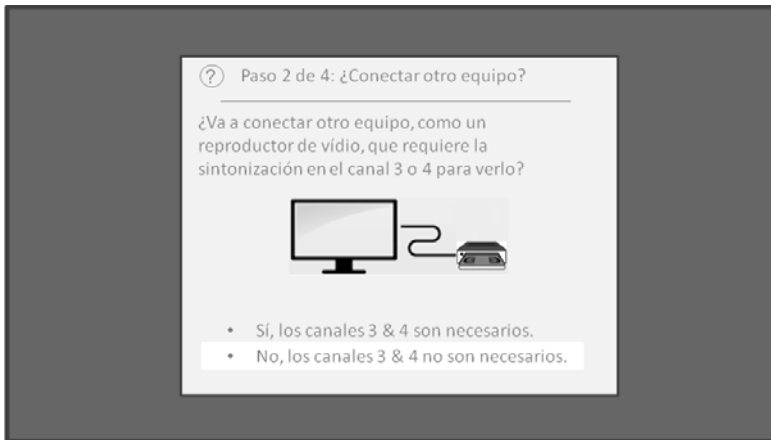 ? Paso 2 de 4: ¿Conectar otro equipo?
¿Va a conectar otro equipo, como un
reproductor de vídio, que requiere la
sintonización en el canal 3 o 4 para verlo?
• Sí, los canales 3 & 4 son necesarios.
• No, los canales 3 & 4 no son necesarios.